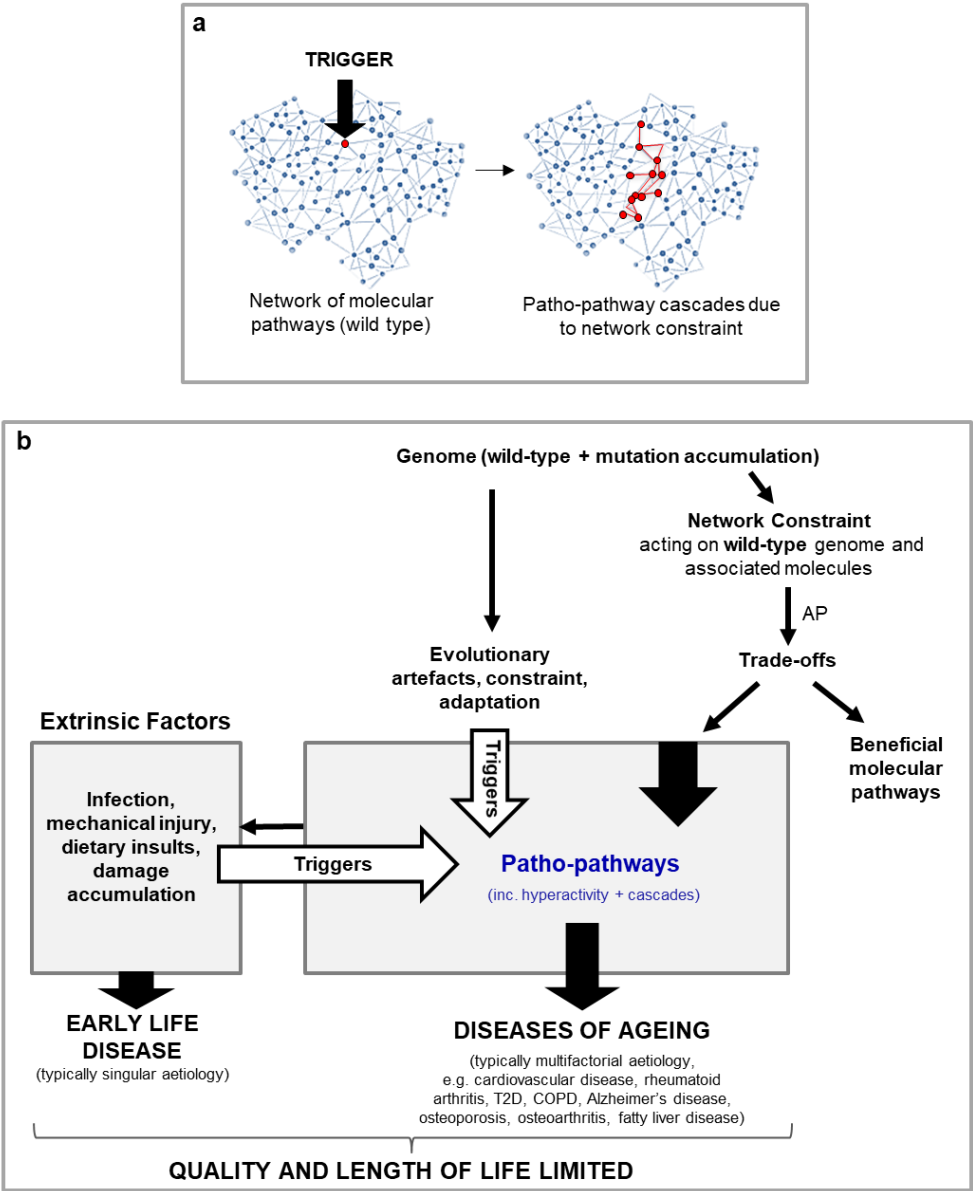 a
TRIGGER
Network of molecular
pathways (wild type)
Patho-pathway cascades due
to network constraint
b
Genome (wild-type + mutation accumulation)
Network Constraint
acting on wild-type genome and
associated molecules
AP
Trade-offs
Evolutionary
artefacts, constraint,
adaptation
Beneficial
molecular
pathways
Extrinsic Factors
Infection,
mechanical injury,
dietary insults,
damage
accumulation
Triggers
Triggers
Patho-pathways
(inc. hyperactivity + cascades)
EARLY LIFE
DISEASE
(typically singular aetiology)
DISEASES OF AGEING
(typically multifactorial aetiology,
e.g. cardiovascular disease, rheumatoid
arthritis, T2D, COPD, Alzheimer's disease,
osteoporosis, osteoarthritis, fatty liver disease)
QUALITY AND LENGTH OF LIFE LIMITED